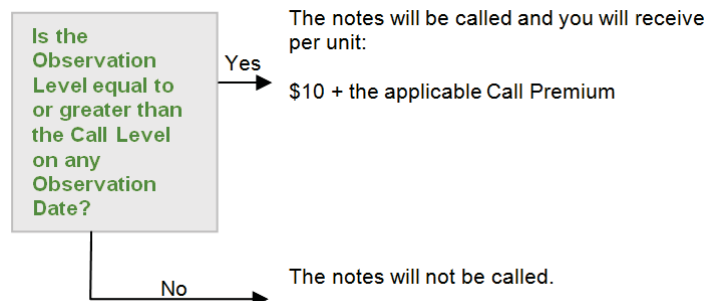 Is the
Observation
Level equal to
or greater than
the Call Level
on any
Observation
Date?
Yes
The notes will be called and you will receive
per unit:
$10 + the applicable Call Premium
No
The notes will not be called.